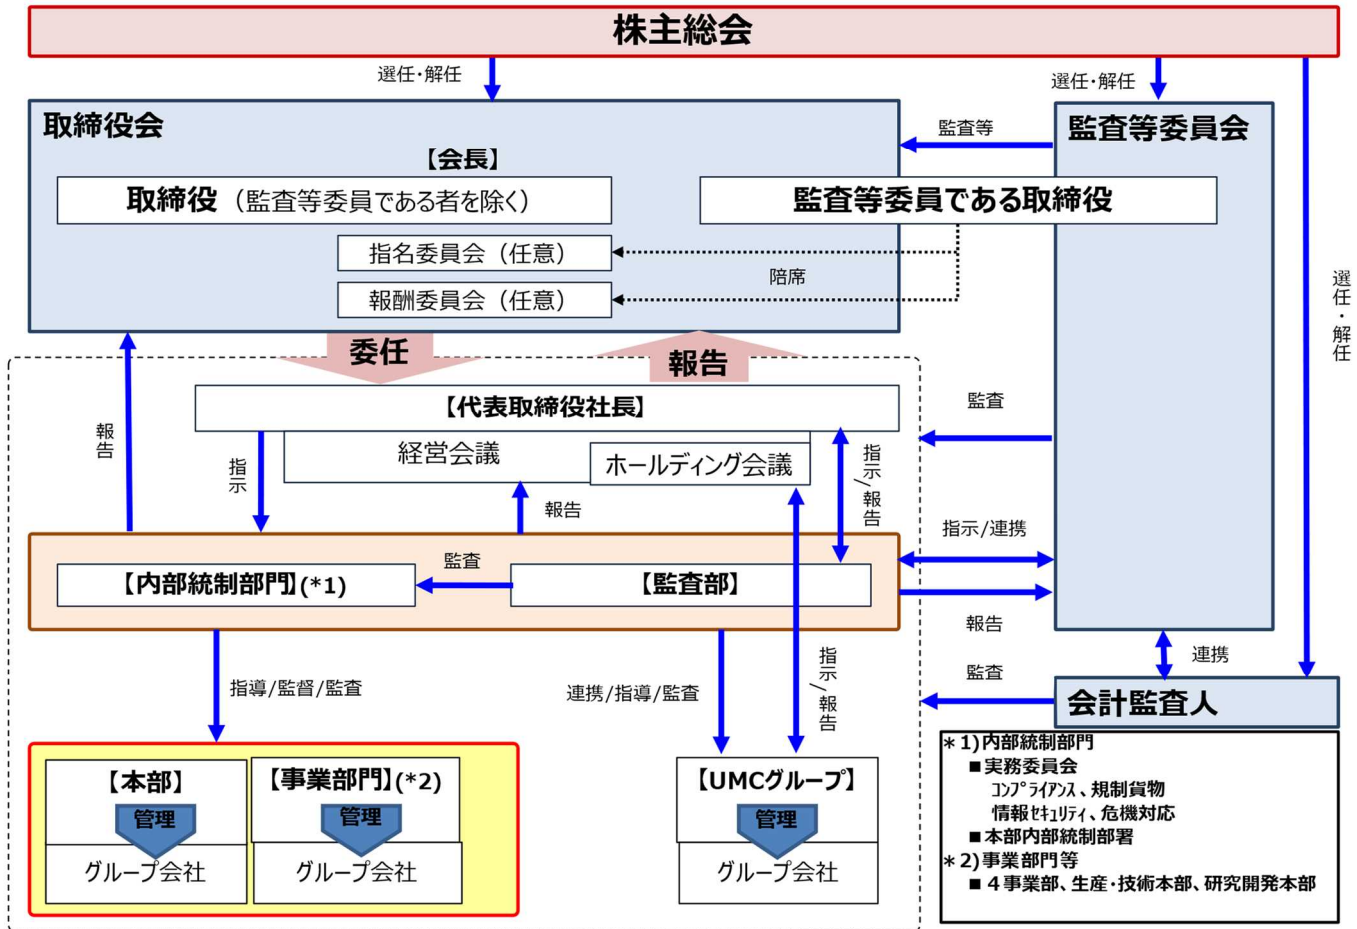 株主総会
選任・解任
選任・解任
取締役会
監査等委員会
監査等
【会長】
取締役（監査等委員である者を除く）
監査等委員である取締役
指名委員会（任意）
陪席
報酬委員会（任意）
選任・解任
委任
報告
【代表取締役社長】
監査
報告
指示
経営会議
ホールディング会議
指示/報告
報告
指示/連携
監査
【内部統制部門】(*1)
【監査部】
報告
連携
監査
指導/監督/監査
連携/指導/監査
指示/報告
会計監査人
【本部】
【事業部門】(*2)
【UMCグループ】
管理
管理
管理
グループ会社
グループ会社
グループ会社
＊1)内部統制部門
■実務委員会
ｺﾝﾌﾟﾗｲｱﾝｽ、規制貨物
情報ｾｷｭﾘﾃｨ、危機対応
■本部内部統制部署
＊2)事業部門等
■４事業部、生産・技術本部、研究開発本部